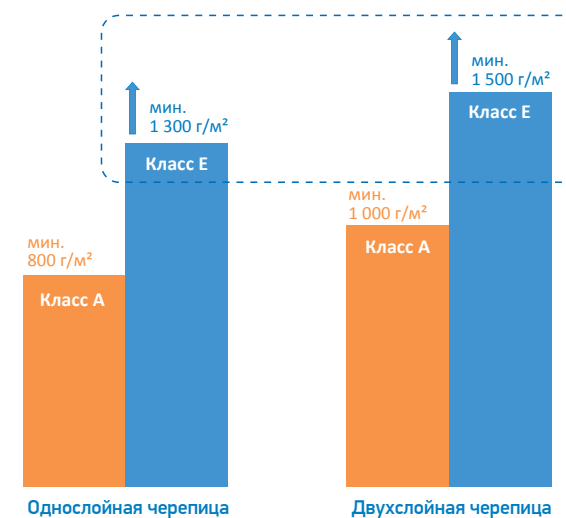 мин.
1 300 г/м²
Класс E
мин.
800 г/м²
Класс A
Однослойная черепица
мин.
1 500 г/м²
Класс E
мин.
1 000 г/м²
Класс A
Двухслойная черепица